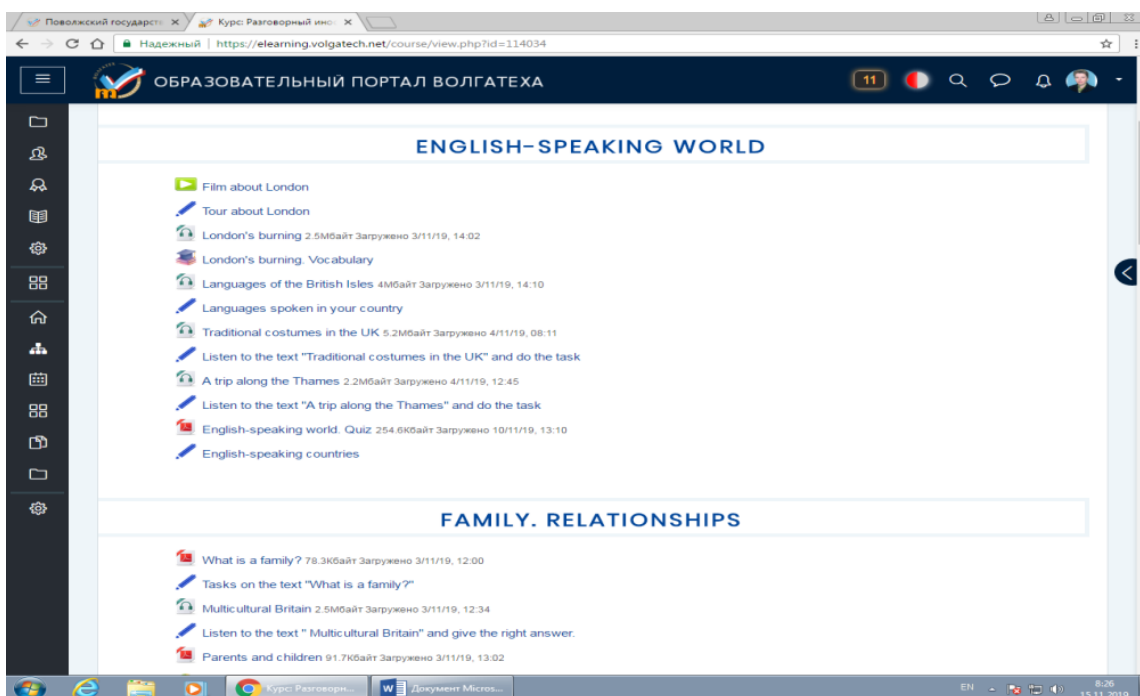 Поволжский государст
Курс: Разговорный ино
Надежный | https://elearning.volgatech.net/course/view.php?id=114034
ОБРАЗОВАТЕЛЬНЫЙ ПОРТАЛ ВОЛГАТЕХА
11
ENGLISH-SPEAKING WORLD
Film about London
Tour about London
London's burning 2.5Мбайт Загружено 3/11/19, 14:02
London's burning. Vocabulary
Languages of the British Isles 4Мбайт Загружено 3/11/19, 14:10
Languages spoken in your country
Traditional costumes in the UK 5.2Мбайт Загружено 4/11/19, 08:11
Listen to the text "Traditional costumes in the UK" and do the task
A trip along the Thames 2.2Мбайт Загружено 4/11/19, 12:45
Listen to the text "A trip along the Thames" and do the task
English-speaking world. Quiz 254.6Кбайт Загружено 10/11/19, 13:10
English-speaking countries
FAMILY. RELATIONSHIPS
What is a family? 78.3Кбайт Загружено 3/11/19, 12:00
Tasks on the text "What is a family?"
Multicultural Britain 2.5Мбайт Загружено 3/11/19, 12:34
Listen to the text " Multicultural Britain" and give the right answer.
Parents and children 91.7Кбайт Загружено 3/11/19, 13:02
Курс: Разговорн...
Документ Micros...
EN
8:26
15.11.2019